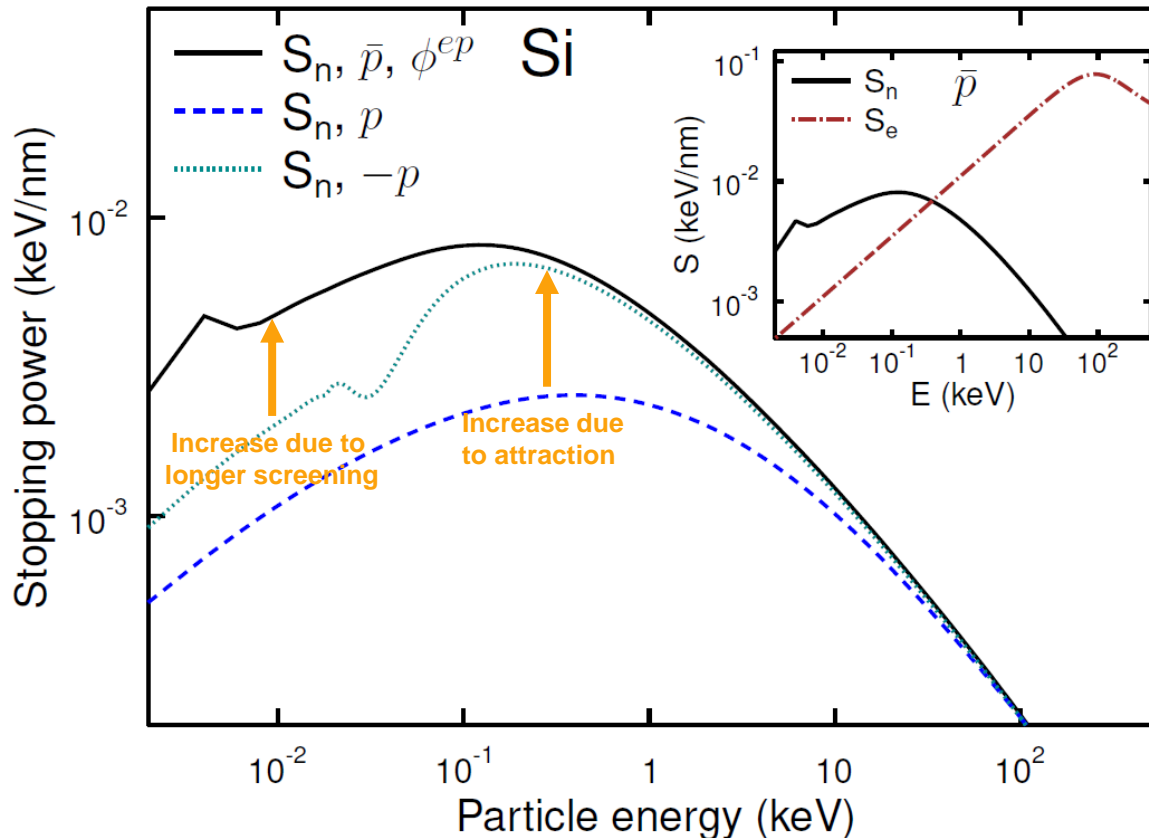 Si
Sₙ, p̄, ϕᵉᵖ
Sₙ, p
Sₙ, −p
Stopping power (keV/nm)
10⁻²
10⁻³
Increase due to
longer screening
Increase due
to attraction
10⁻² 10⁻¹ 1 10 10²
Particle energy (keV)
Sₙ p̄
Sₑ
S (keV/nm)
10⁻¹
10⁻²
10⁻³
10⁻² 10⁻¹ 1 10 10²
E (keV)